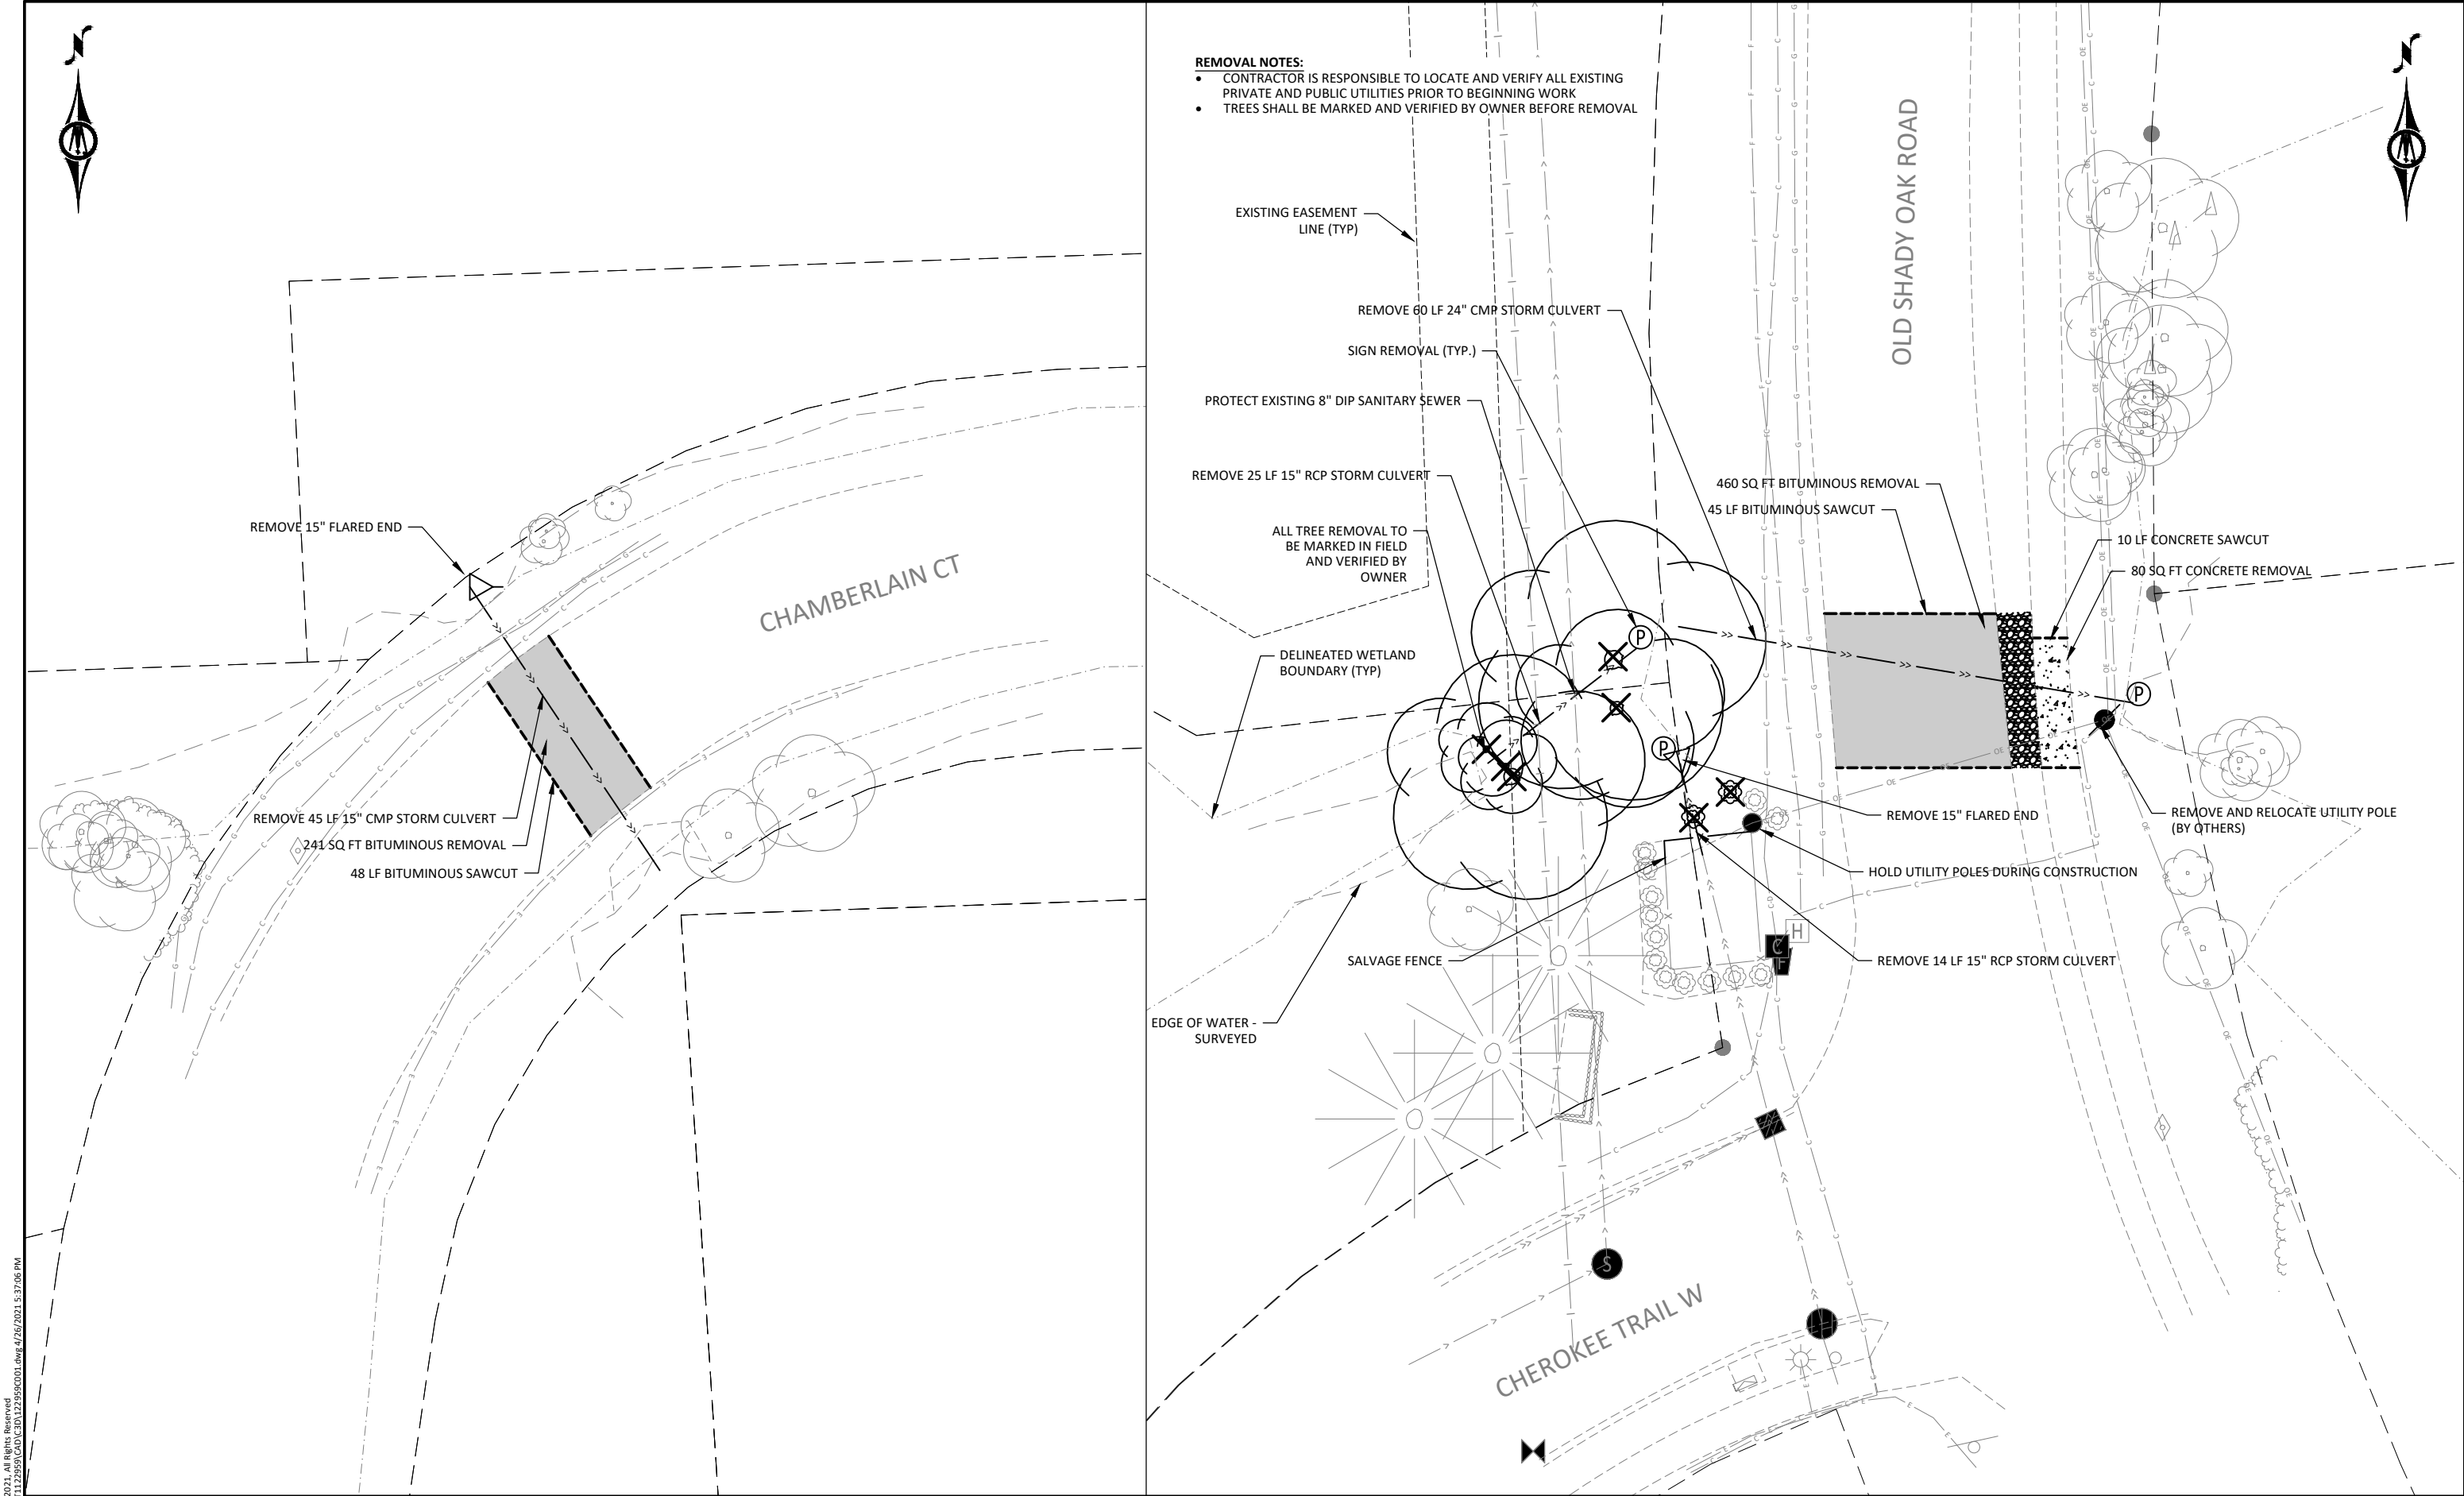 N
REMOVE 15" FLARED END
CHAMBERLAIN CT
REMOVE 45 LF 15" CMP STORM CULVERT
241 SQ FT BITUMINOUS REMOVAL
48 LF BITUMINOUS SAWCUT
REMOVAL NOTES:
• CONTRACTOR IS RESPONSIBLE TO LOCATE AND VERIFY ALL EXISTING
PRIVATE AND PUBLIC UTILITIES PRIOR TO BEGINNING WORK
• TREES SHALL BE MARKED AND VERIFIED BY OWNER BEFORE REMOVAL
N
OLD SHADY OAK ROAD
EXISTING EASEMENT
LINE (TYP)
REMOVE 60 LF 24" CMP STORM CULVERT
SIGN REMOVAL (TYP.)
PROTECT EXISTING 8" DIP SANITARY SEWER
REMOVE 25 LF 15" RCP STORM CULVERT
ALL TREE REMOVAL TO
BE MARKED IN FIELD
AND VERIFIED BY
OWNER
460 SQ FT BITUMINOUS REMOVAL
45 LF BITUMINOUS SAWCUT
10 LF CONCRETE SAWCUT
80 SQ FT CONCRETE REMOVAL
DELINEATED WETLAND
BOUNDARY (TYP)
P
P
P
REMOVE 15" FLARED END
REMOVE AND RELOCATE UTILITY POLE
(BY OTHERS)
HOLD UTILITY POLES DURING CONSTRUCTION
H
C
F
SALVAGE FENCE
REMOVE 14 LF 15" RCP STORM CULVERT
EDGE OF WATER -
SURVEYED
S
CHEROKEE TRAIL W
2021, All Rights Reserved